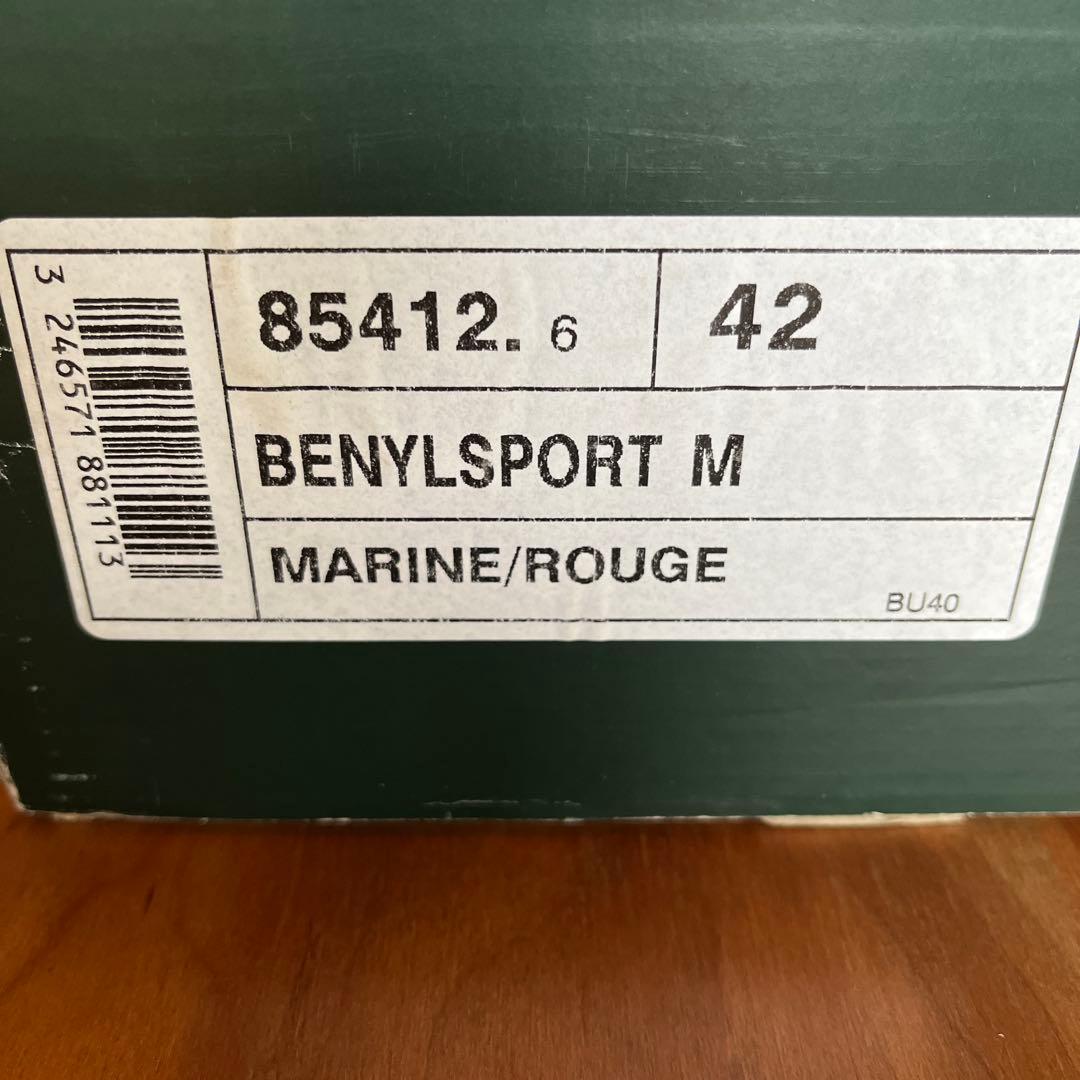 3 246571 881113
85412. 6
42
BENYLSPORT M
MARINE/ROUGE
BU40